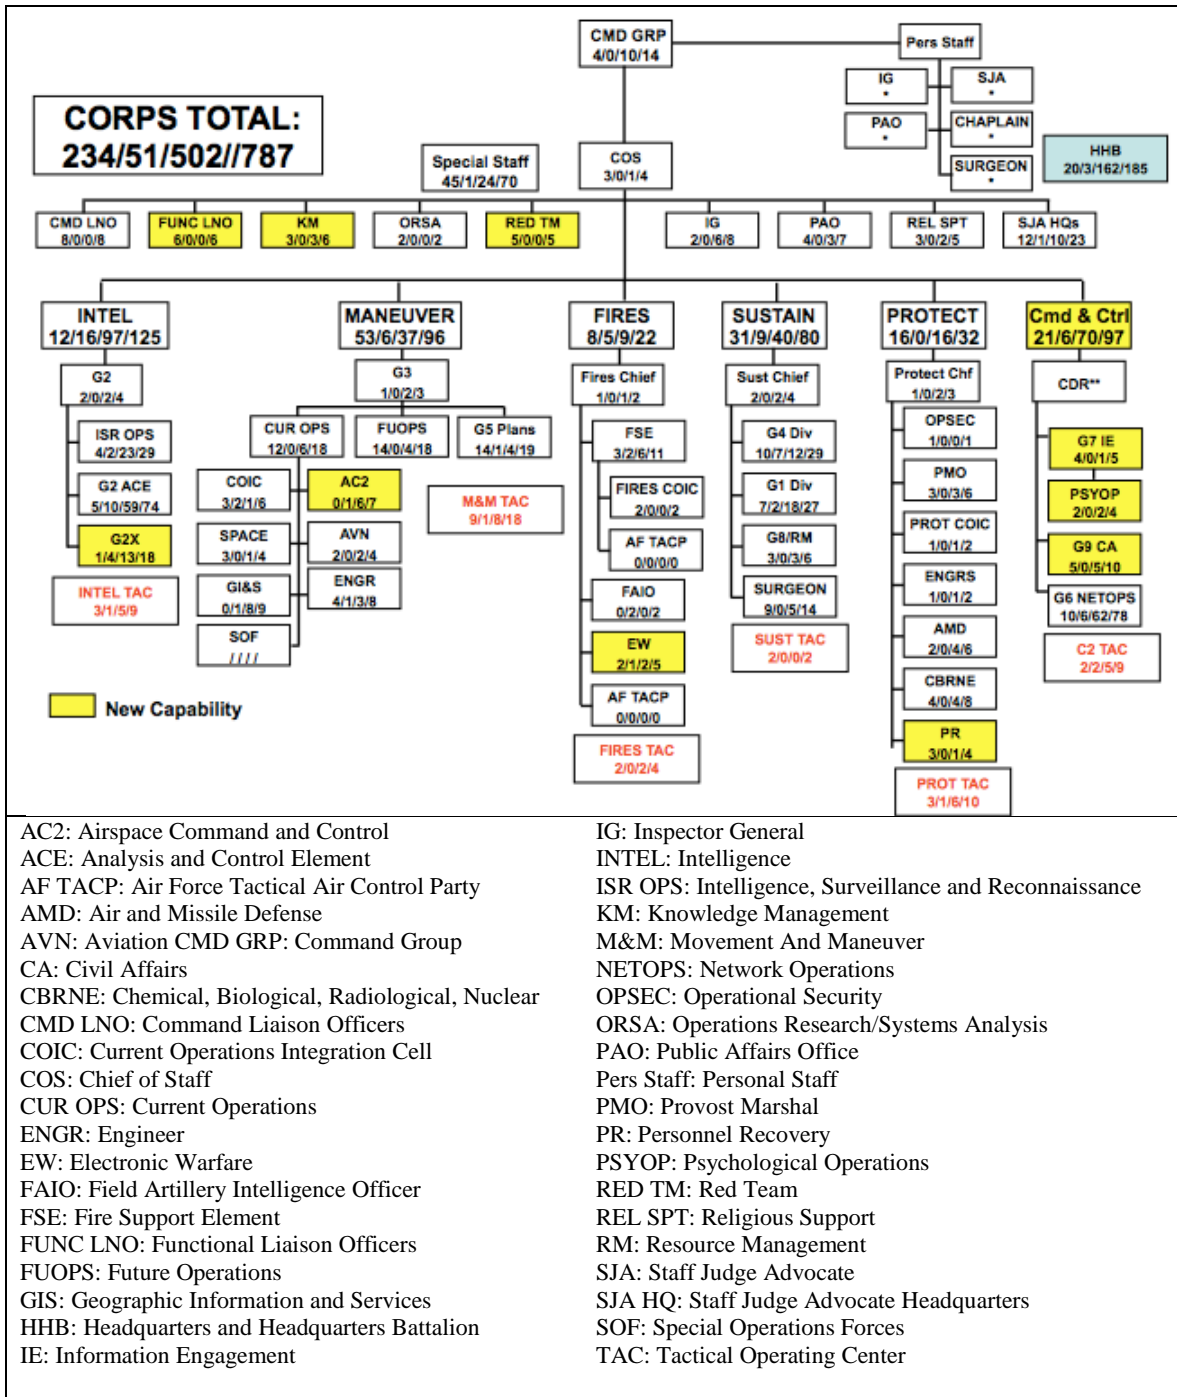 CMD GRP
4/0/10/14
Pers Staff
IG
*
SJA
*
PAO
*
CHAPLAIN
*
SURGEON
*
HHB
20/3/162/185
CORPS TOTAL:
234/51/502//787
Special Staff
45/1/24/70
COS
3/0/1/4
CMD LNO
8/0/0/8
FUNC LNO
6/0/0/6
KM
3/0/3/6
ORSA
2/0/0/2
RED TM
5/0/0/5
IG
2/0/6/8
PAO
4/0/3/7
REL SPT
3/0/2/5
SJA HQs
12/1/10/23
INTEL
12/16/97/125
G2
2/0/2/4
ISR OPS
4/2/23/29
G2 ACE
5/10/59/74
G2X
1/4/13/18
INTEL TAC
3/1/5/9
MANEUVER
53/6/37/96
G3
1/0/2/3
CUR OPS
12/0/6/18
FUOPS
14/0/4/18
G5 Plans
14/1/4/19
COIC
3/2/1/6
AC2
0/1/6/7
SPACE
3/0/1/4
AVN
2/0/2/4
GI&S
0/1/8/9
ENGR
4/1/3/8
SOF
/ / / /
M&M TAC
9/1/8/18
FIRES
8/5/9/22
Fires Chief
1/0/1/2
FSE
3/2/6/11
FIRES COIC
2/0/0/2
AF TACP
0/0/0/0
FAIO
0/2/0/2
EW
2/1/2/5
AF TACP
0/0/0/0
FIRES TAC
2/0/2/4
SUSTAIN
31/9/40/80
Sust Chief
2/0/2/4
G4 Div
10/7/12/29
G1 Div
7/2/18/27
G8/RM
3/0/3/6
SURGEON
9/0/5/14
SUST TAC
2/0/0/2
PROTECT
16/0/16/32
Protect Chf
1/0/2/3
OPSEC
1/0/0/1
PMO
3/0/3/6
PROT COIC
1/0/1/2
ENGRS
1/0/1/2
AMD
2/0/4/6
CBRNE
4/0/4/8
PR
3/0/1/4
PROT TAC
3/1/6/10
Cmd & Ctrl
21/6/70/97
CDR**
G7 IE
4/0/1/5
PSYOP
2/0/2/4
G9 CA
5/0/5/10
G6 NETOPS
10/6/62/78
C2 TAC
2/2/5/9
New Capability
AC2: Airspace Command and Control
ACE: Analysis and Control Element
AF TACP: Air Force Tactical Air Control Party
AMD: Air and Missile Defense
AVN: Aviation CMD GRP: Command Group
CA: Civil Affairs
CBRNE: Chemical, Biological, Radiological, Nuclear
CMD LNO: Command Liaison Officers
COIC: Current Operations Integration Cell
COS: Chief of Staff
CUR OPS: Current Operations
ENGR: Engineer
EW: Electronic Warfare
FAIO: Field Artillery Intelligence Officer
FSE: Fire Support Element
FUNC LNO: Functional Liaison Officers
FUOPS: Future Operations
GIS: Geographic Information and Services
HHB: Headquarters and Headquarters Battalion
IE: Information Engagement
IG: Inspector General
INTEL: Intelligence
ISR OPS: Intelligence, Surveillance and Reconnaissance
KM: Knowledge Management
M&M: Movement And Maneuver
NETOPS: Network Operations
OPSEC: Operational Security
ORSA: Operations Research/Systems Analysis
PAO: Public Affairs Office
Pers Staff: Personal Staff
PMO: Provost Marshal
PR: Personnel Recovery
PSYOP: Psychological Operations
RED TM: Red Team
REL SPT: Religious Support
RM: Resource Management
SJA: Staff Judge Advocate
SJA HQ: Staff Judge Advocate Headquarters
SOF: Special Operations Forces
TAC: Tactical Operating Center